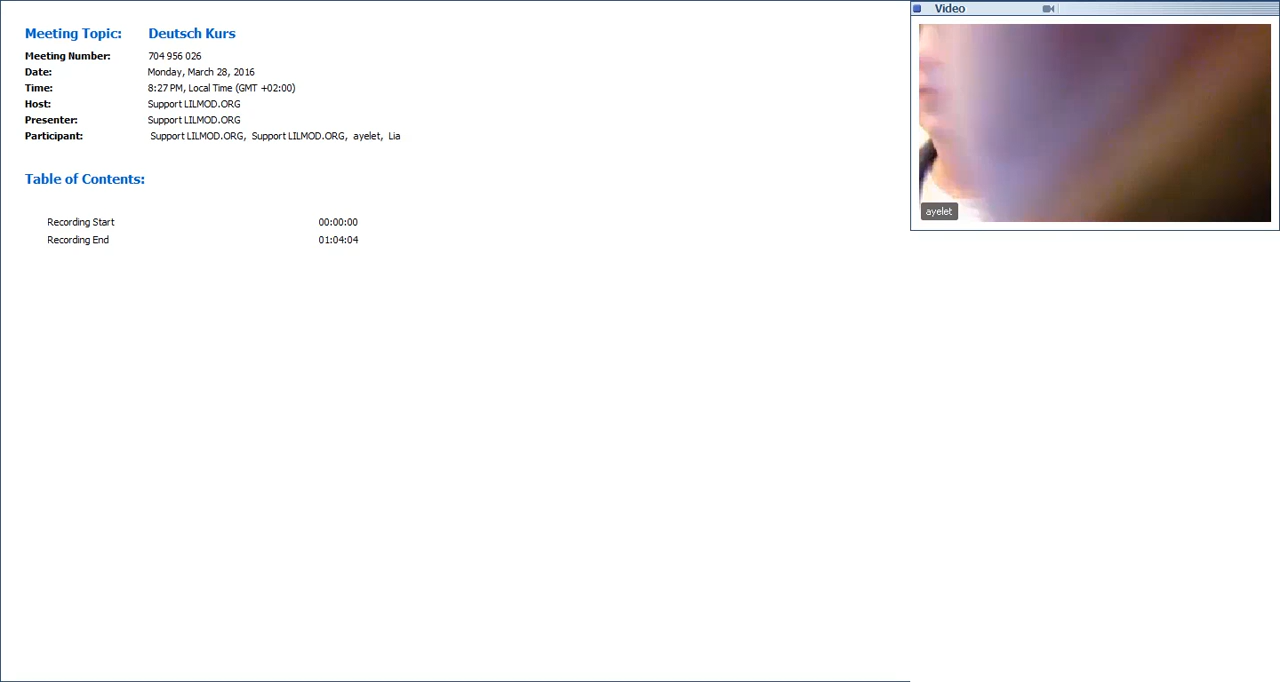 Meeting Topic: Deutsch Kurs
Meeting Number: 704 956 026
Date: Monday, March 28, 2016
Time: 8:27 PM, Local Time (GMT +02:00)
Host: Support LILMOD.ORG
Presenter: Support LILMOD.ORG
Participant: Support LILMOD.ORG, Support LILMOD.ORG, ayelet, Lia
Table of Contents:
Recording Start 00:00:00
Recording End 01:04:04
Video
ayelet